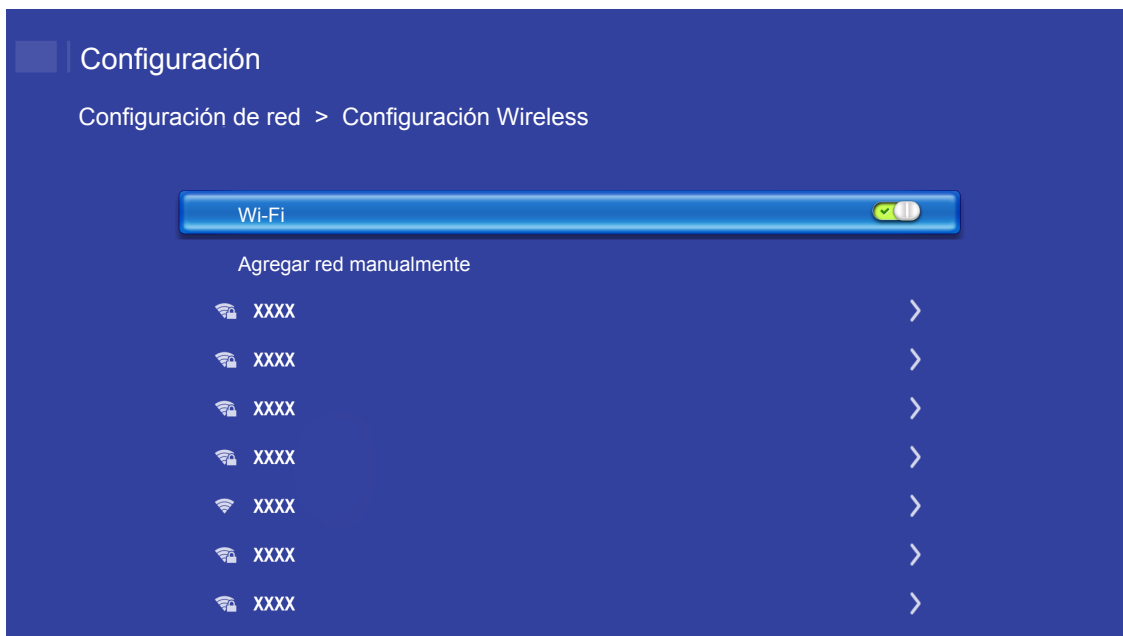 Configuración
Configuración de red > Configuración Wireless
Wi-Fi
Agregar red manualmente
XXXX
XXXX
XXXX
XXXX
XXXX
XXXX
XXXX